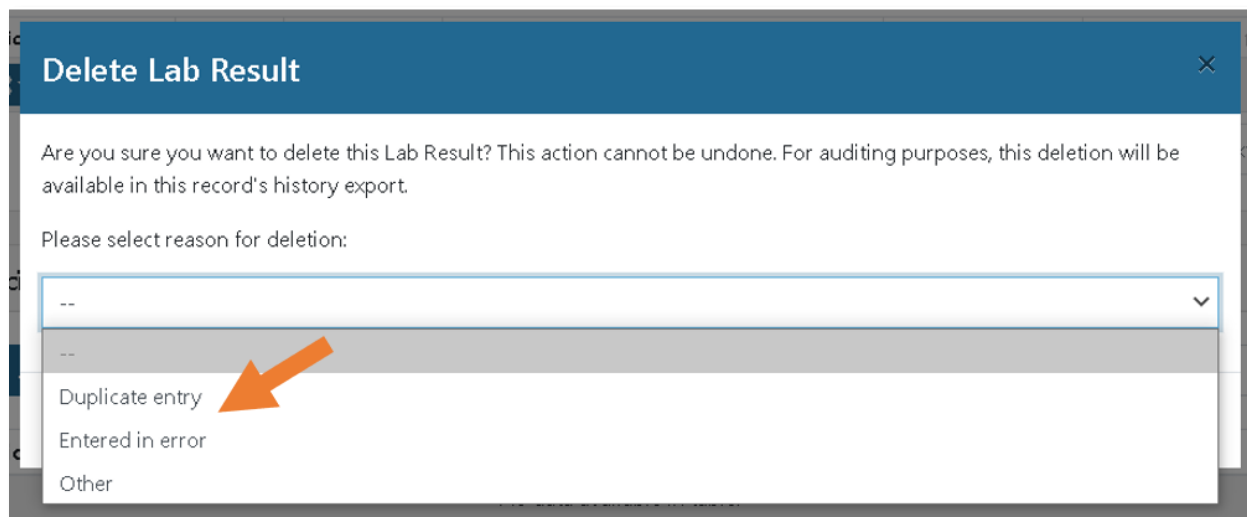 Delete Lab Result
×
Are you sure you want to delete this Lab Result? This action cannot be undone. For auditing purposes, this deletion will be
available in this record's history export.
Please select reason for deletion:
--
--
Duplicate entry
Entered in error
Other